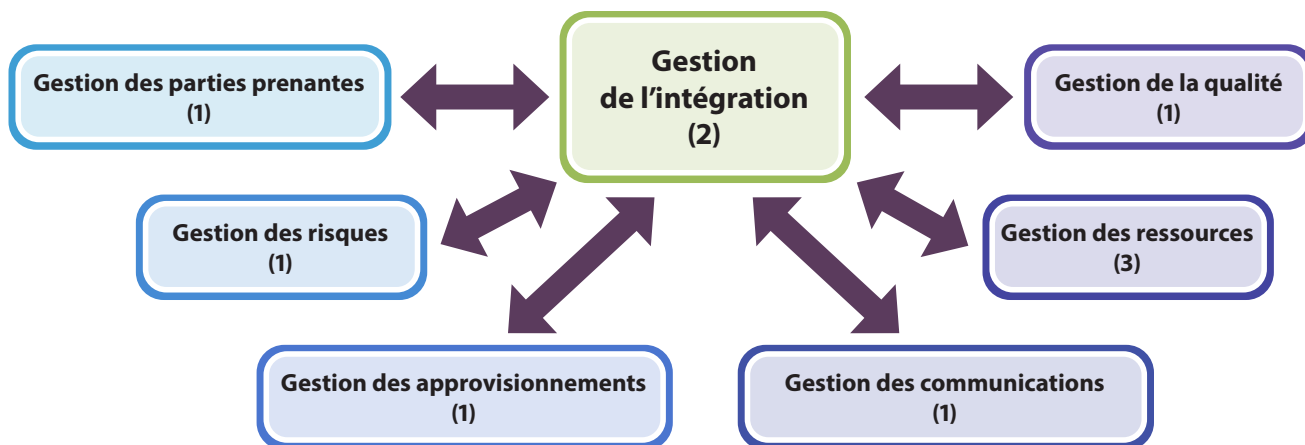 Gestion des parties prenantes
(1)
Gestion
de l’intégration
(2)
Gestion de la qualité
(1)
Gestion des risques
(1)
Gestion des ressources
(3)
Gestion des approvisionnements
(1)
Gestion des communications
(1)